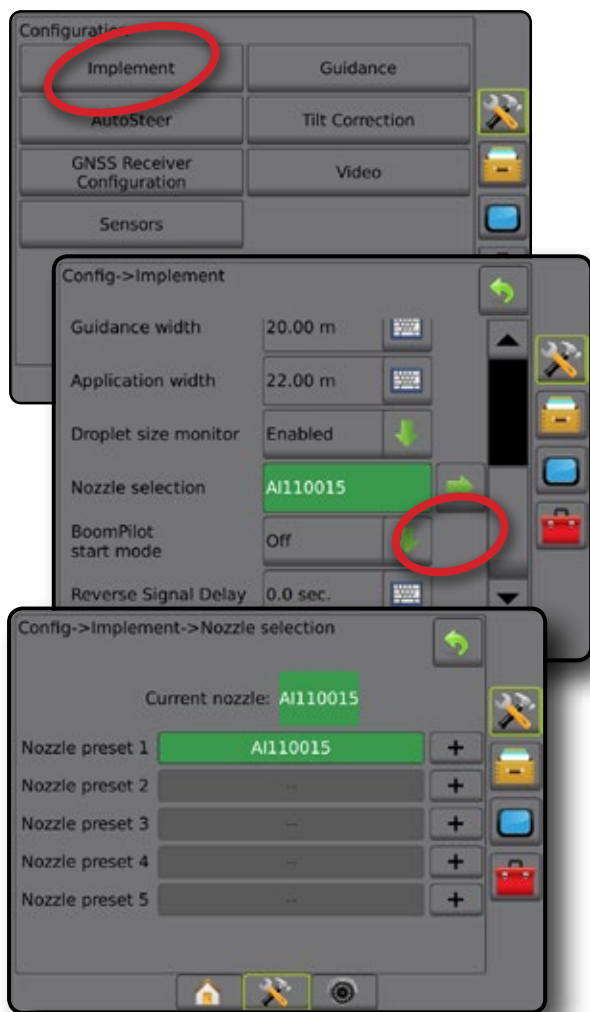 Configuration
Implement
Guidance
AutoSteer
Tilt Correction
GNSS Receiver
Configuration
Video
Sensors
Config->Implement
Guidance width 20.00 m
Application width 22.00 m
Droplet size monitor Enabled
Nozzle selection AI110015
BoomPilot
start mode Off
Reverse Signal Delay 0.0 sec.
Config->Implement->Nozzle selection
Current nozzle: AI110015
Nozzle preset 1 AI110015 +
Nozzle preset 2 -- +
Nozzle preset 3 -- +
Nozzle preset 4 -- +
Nozzle preset 5 -- +